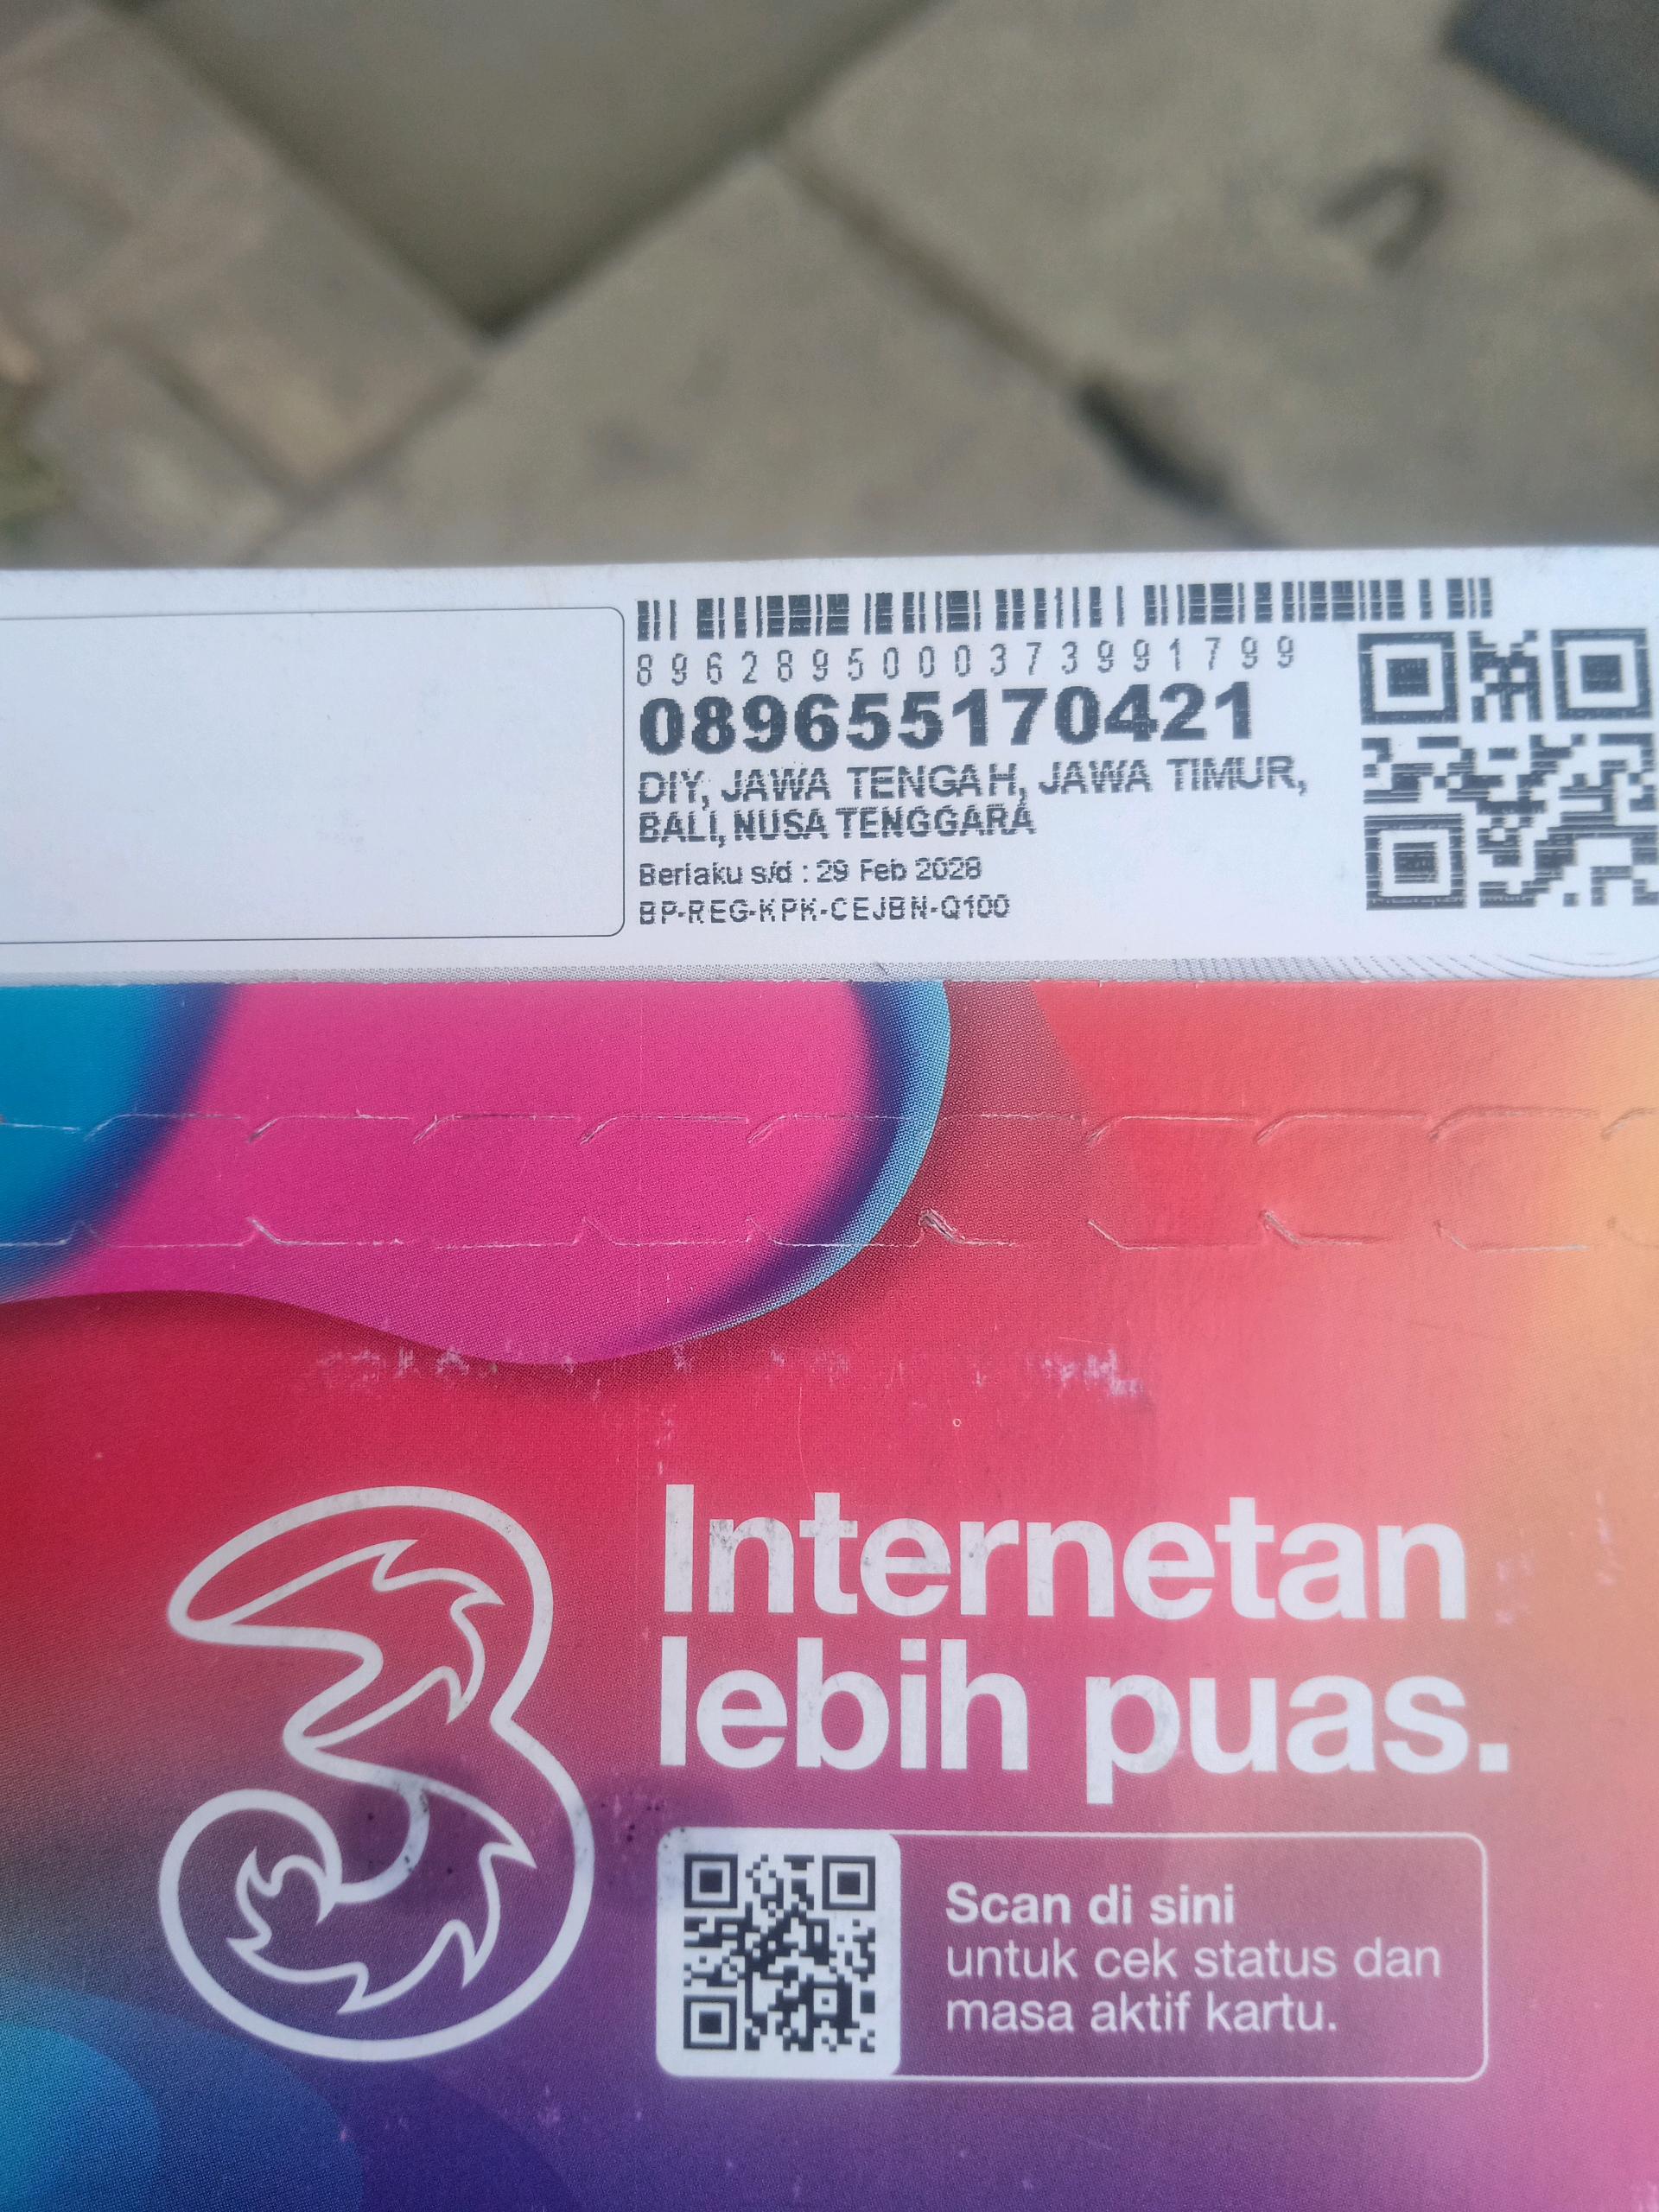 8962895000373991799
089655170421
DIY, JAWA TENGAH, JAWA TIMUR,
BALI, NUSA TENGGARA
Berlaku s/d : 29 Feb 2028
BP-REG-KPK-CEJBN-Q100
3
Internetan
lebih puas.
Scan di sini
untuk cek status dan
masa aktif kartu.